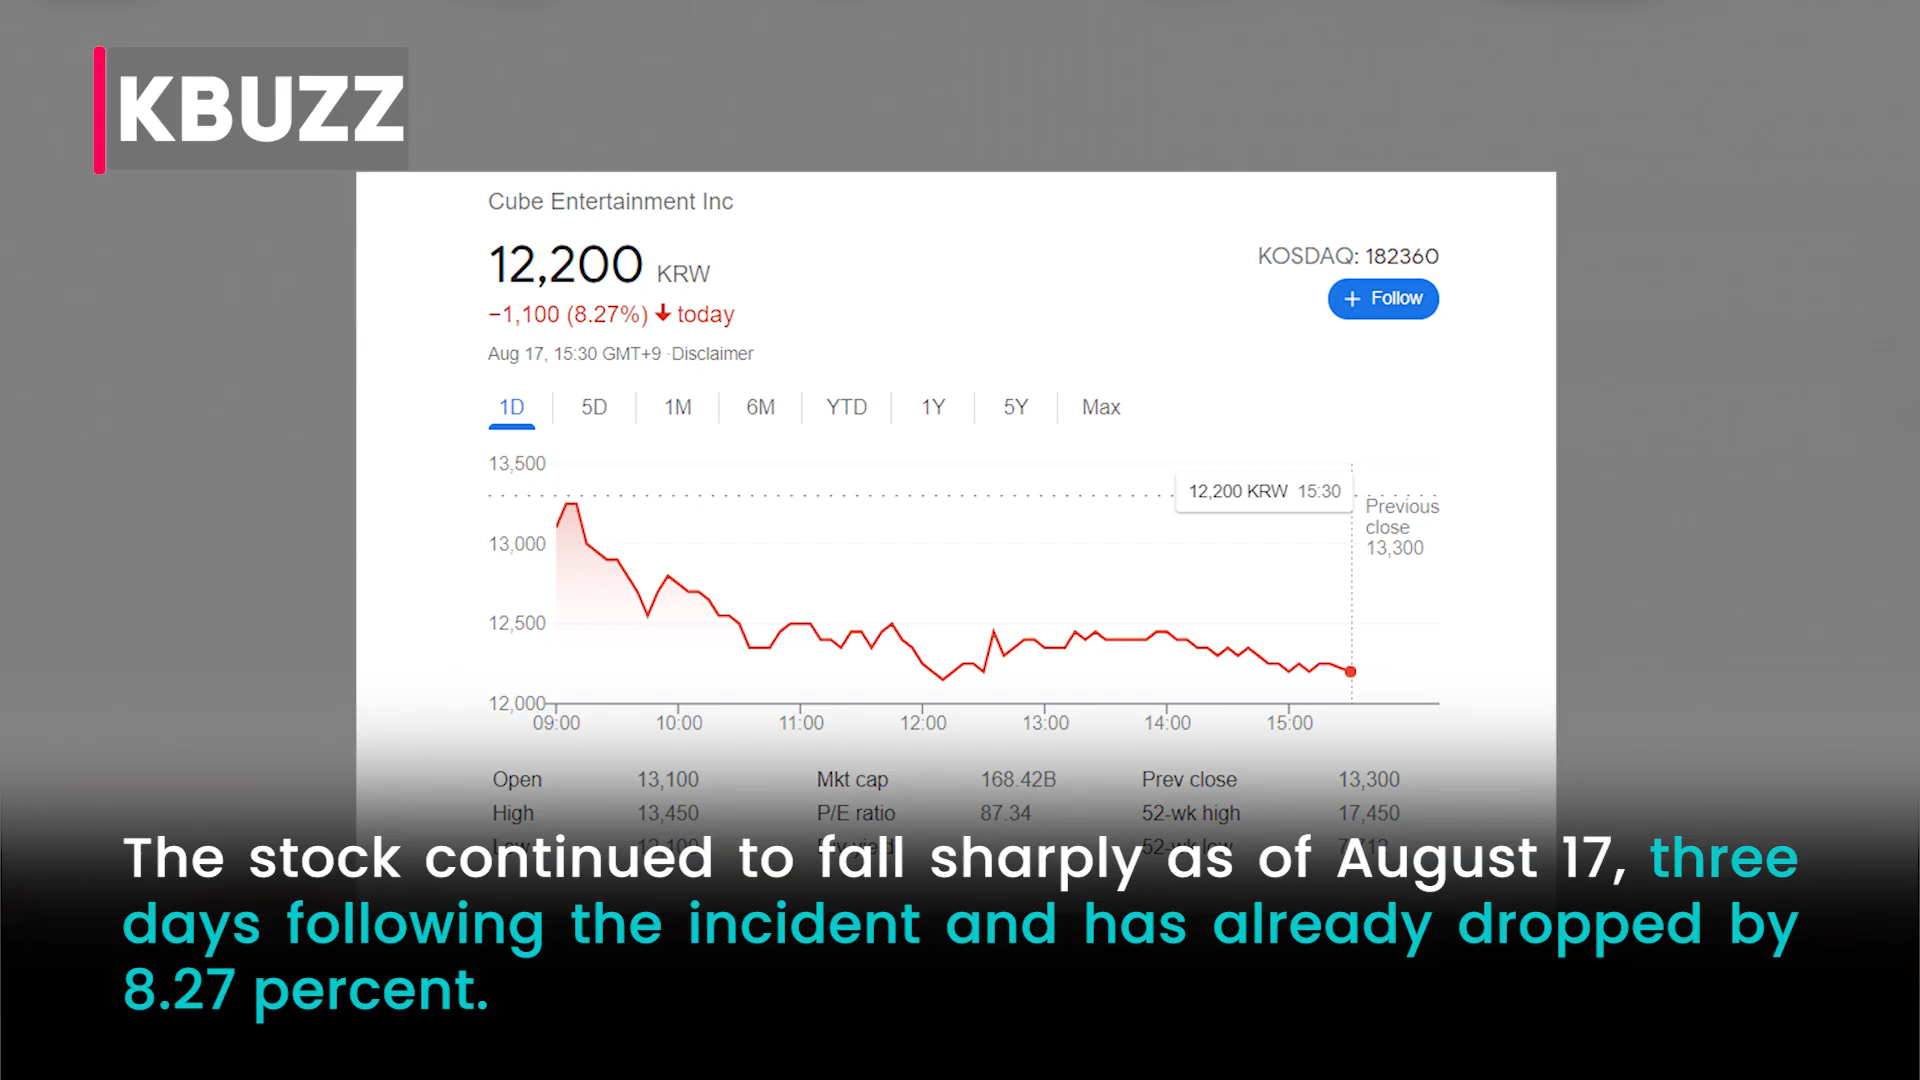 KBUZZ
Cube Entertainment Inc
12,200 KRW
−1,100 (8.27%) ↓ today
Aug 17, 15:30 GMT+9 · Disclaimer
KOSDAQ: 182360
+ Follow
1D 5D 1M 6M YTD 1Y 5Y Max
13,500
12,200 KRW 15:30
Previous
close
13,300
13,000
12,500
12,000
09:00 10:00 11:00 12:00 13:00 14:00 15:00
Open 13,100 Mkt cap 168.42B Prev close 13,300
High 13,450 P/E ratio 87.34 52-wk high 17,450
Low 52-wk low
The stock continued to fall sharply as of August 17, three
days following the incident and has already dropped by
8.27 percent.